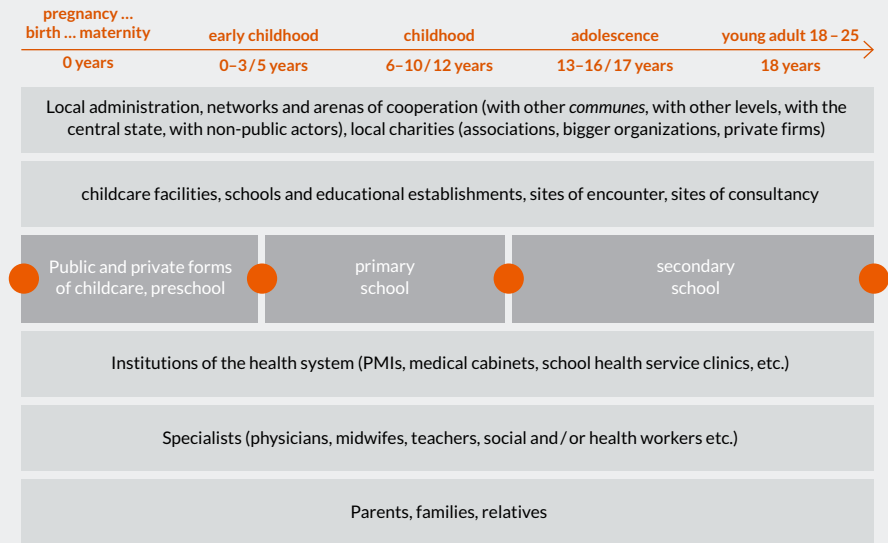 pregnancy ...
birth ... maternity
early childhood
childhood
adolescence
young adult 18 – 25
0 years
0–3 / 5 years
6–10 / 12 years
13–16 / 17 years
18 years
Local administration, networks and arenas of cooperation (with other communes, with other levels, with the
central state, with non-public actors), local charities (associations, bigger organizations, private firms)
childcare facilities, schools and educational establishments, sites of encounter, sites of consultancy
Public and private forms
of childcare, preschool
primary
school
secondary
school
Institutions of the health system (PMIs, medical cabinets, school health service clinics, etc.)
Specialists (physicians, midwifes, teachers, social and / or health workers etc.)
Parents, families, relatives